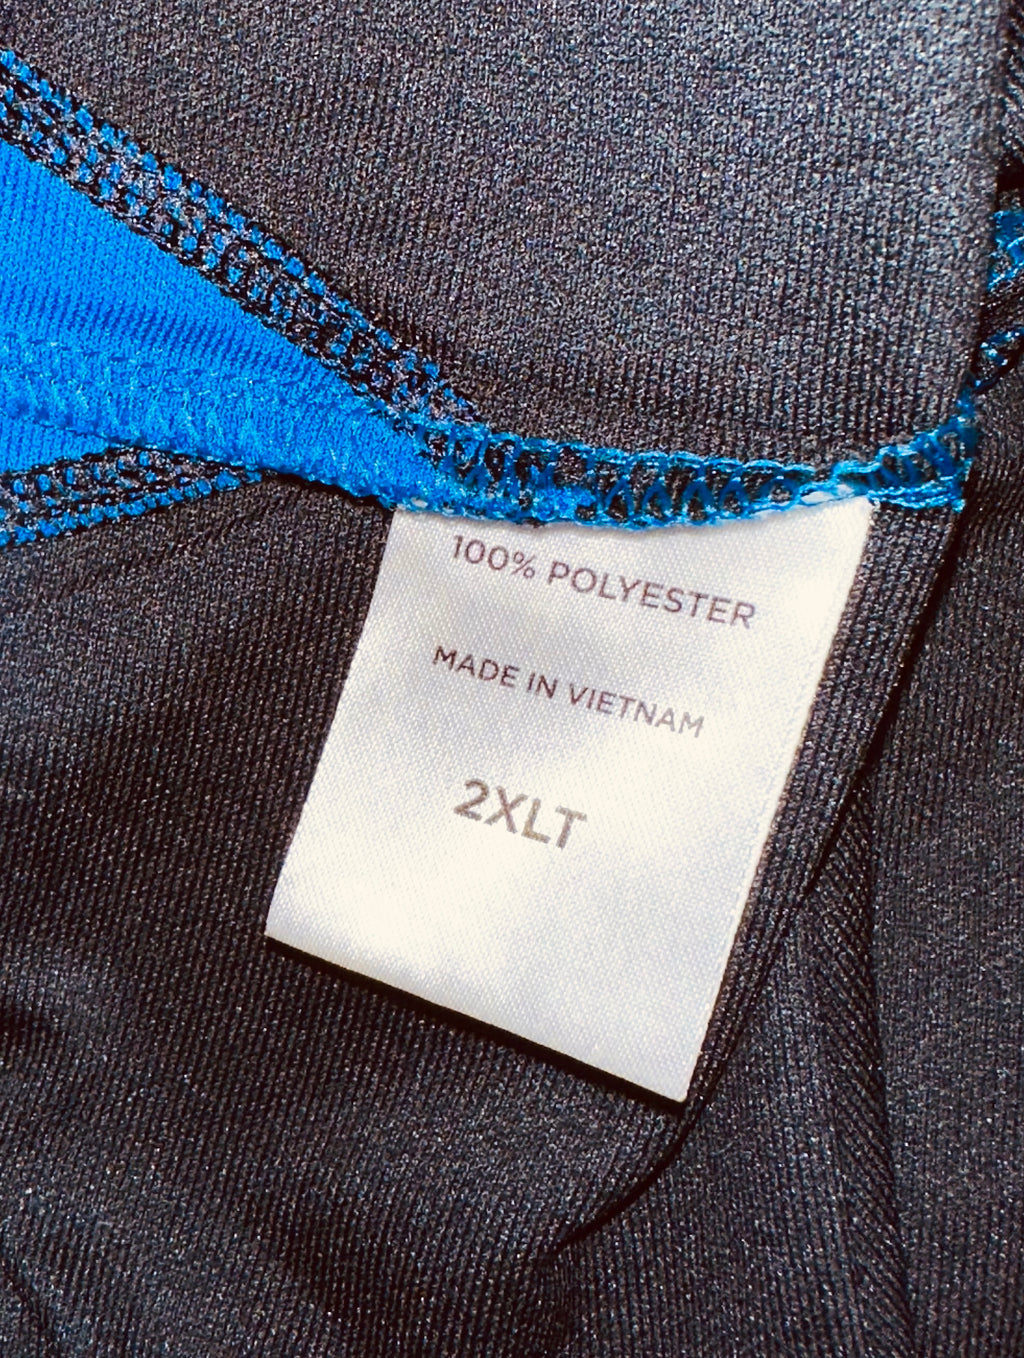 100% POLYESTER
MADE IN VIETNAM
2XLT